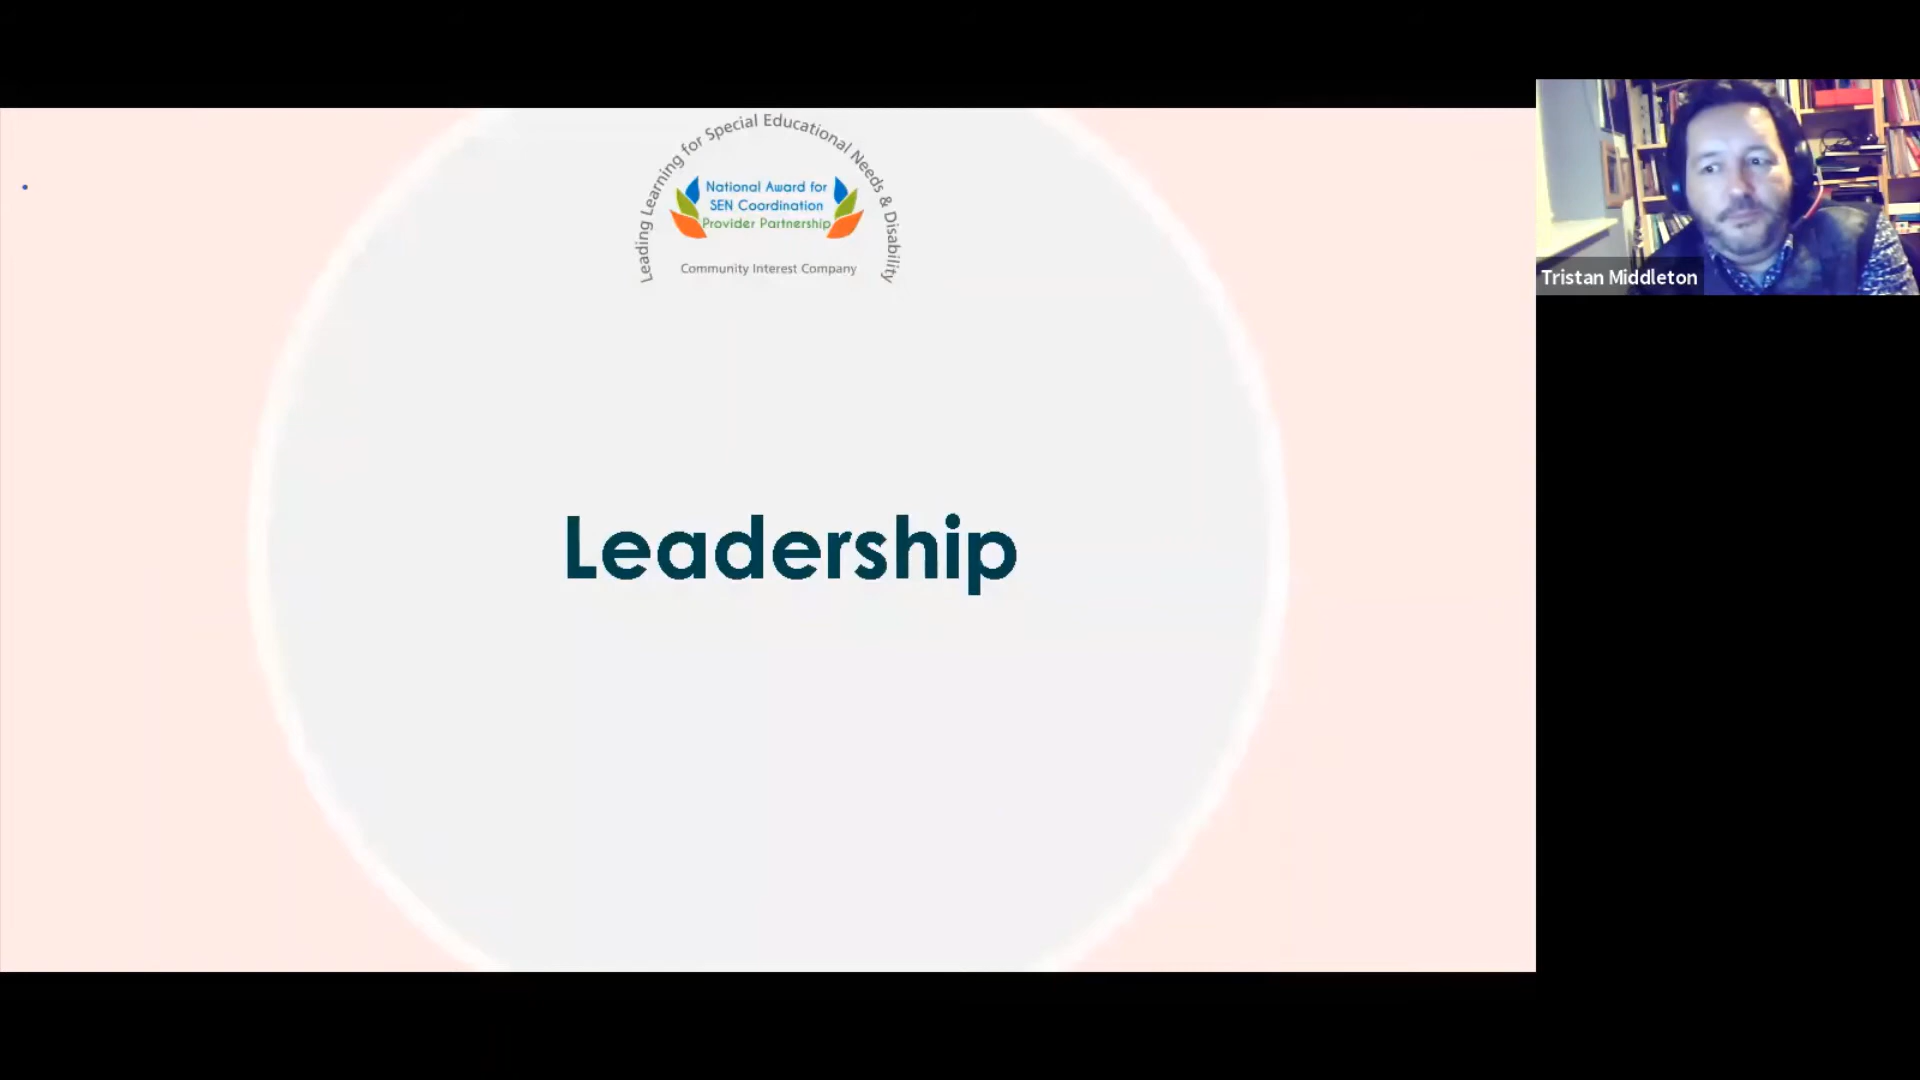 Leading Learning for Special Educational Needs & Disability
National Award for
SEN Coordination
Provider Partnership
Community Interest Company
Tristan Middleton
Leadership